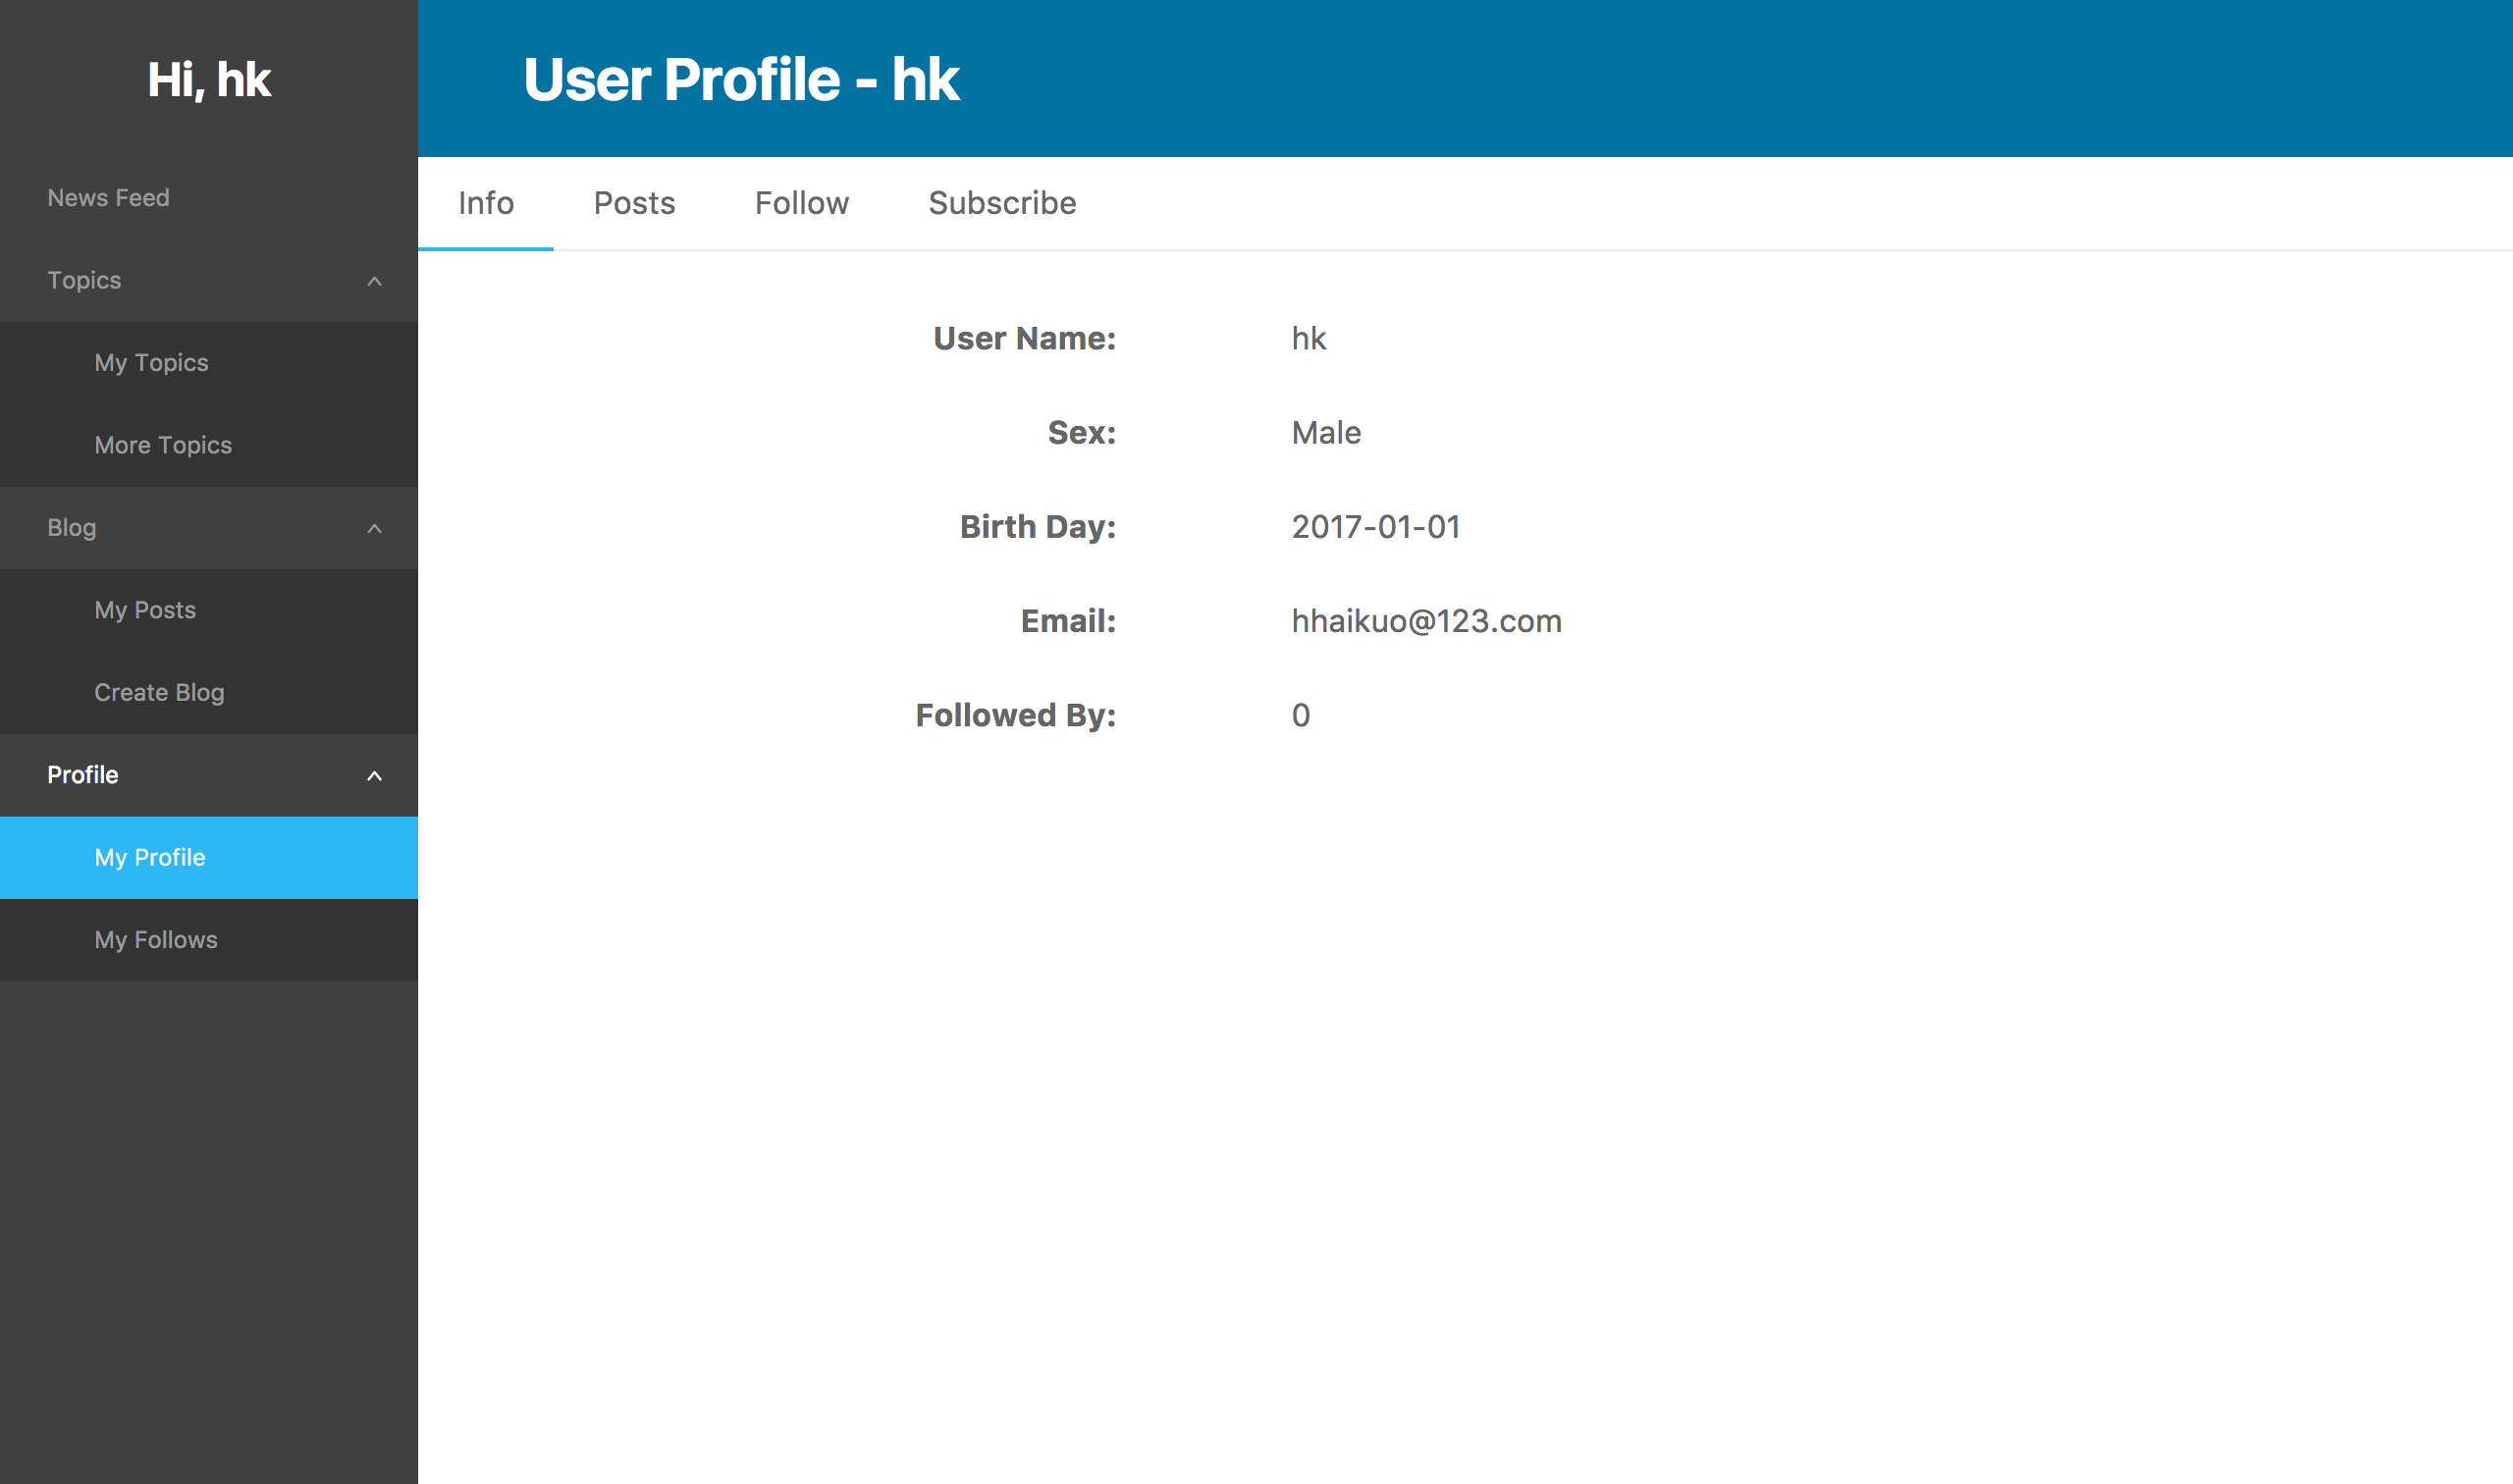 Hi, hk
News Feed
Topics
My Topics
More Topics
Blog
My Posts
Create Blog
Profile
My Profile
My Follows
User Profile - hk
Info Posts Follow Subscribe
User Name: hk
Sex: Male
Birth Day: 2017-01-01
Email: hhaikuo@123.com
Followed By: 0